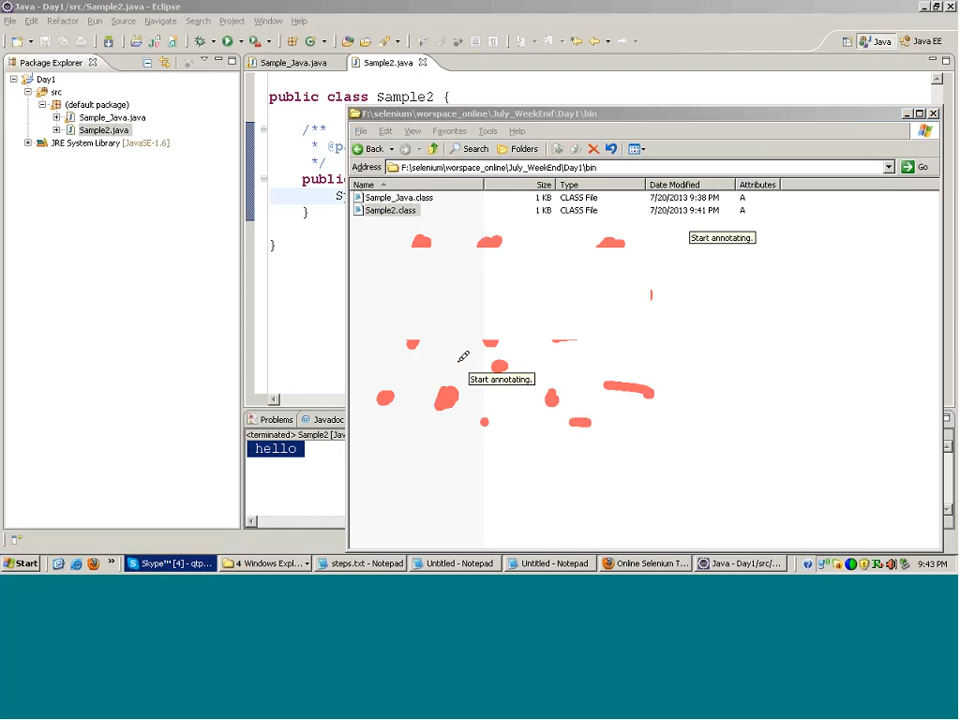 Java - Day1/src/Sample2.java - Eclipse
File Edit Refactor Run Source Navigate Search Project Window Help
Java Java EE
Package Explorer
Sample_Java.java
Sample2.java
Day1
src
(default package)
Sample_Java.java
Sample2.java
JRE System Library [JavaSE-1.6]
public class Sample2 {
/**
* @p
*/
publi
S
}
}
F:\selenium\worspace_online\July_WeekEnd\Day1\bin
File Edit View Favorites Tools Help
Back Search Folders
Address F:\selenium\worspace_online\July_WeekEnd\Day1\bin Go
Name Size Type Date Modified Attributes
Sample_Java.class 1 KB CLASS File 7/20/2013 9:38 PM A
Sample2.class 1 KB CLASS File 7/20/2013 9:41 PM A
Start annotating.
Start annotating.
Problems Javadoc
<terminated> Sample2 [Jav
hello
Start Skype™ [4] - qtp... 4 Windows Expl... steps.txt - Notepad Untitled - Notepad Untitled - Notepad Online Selenium T... Java - Day1/src/... 9:43 PM